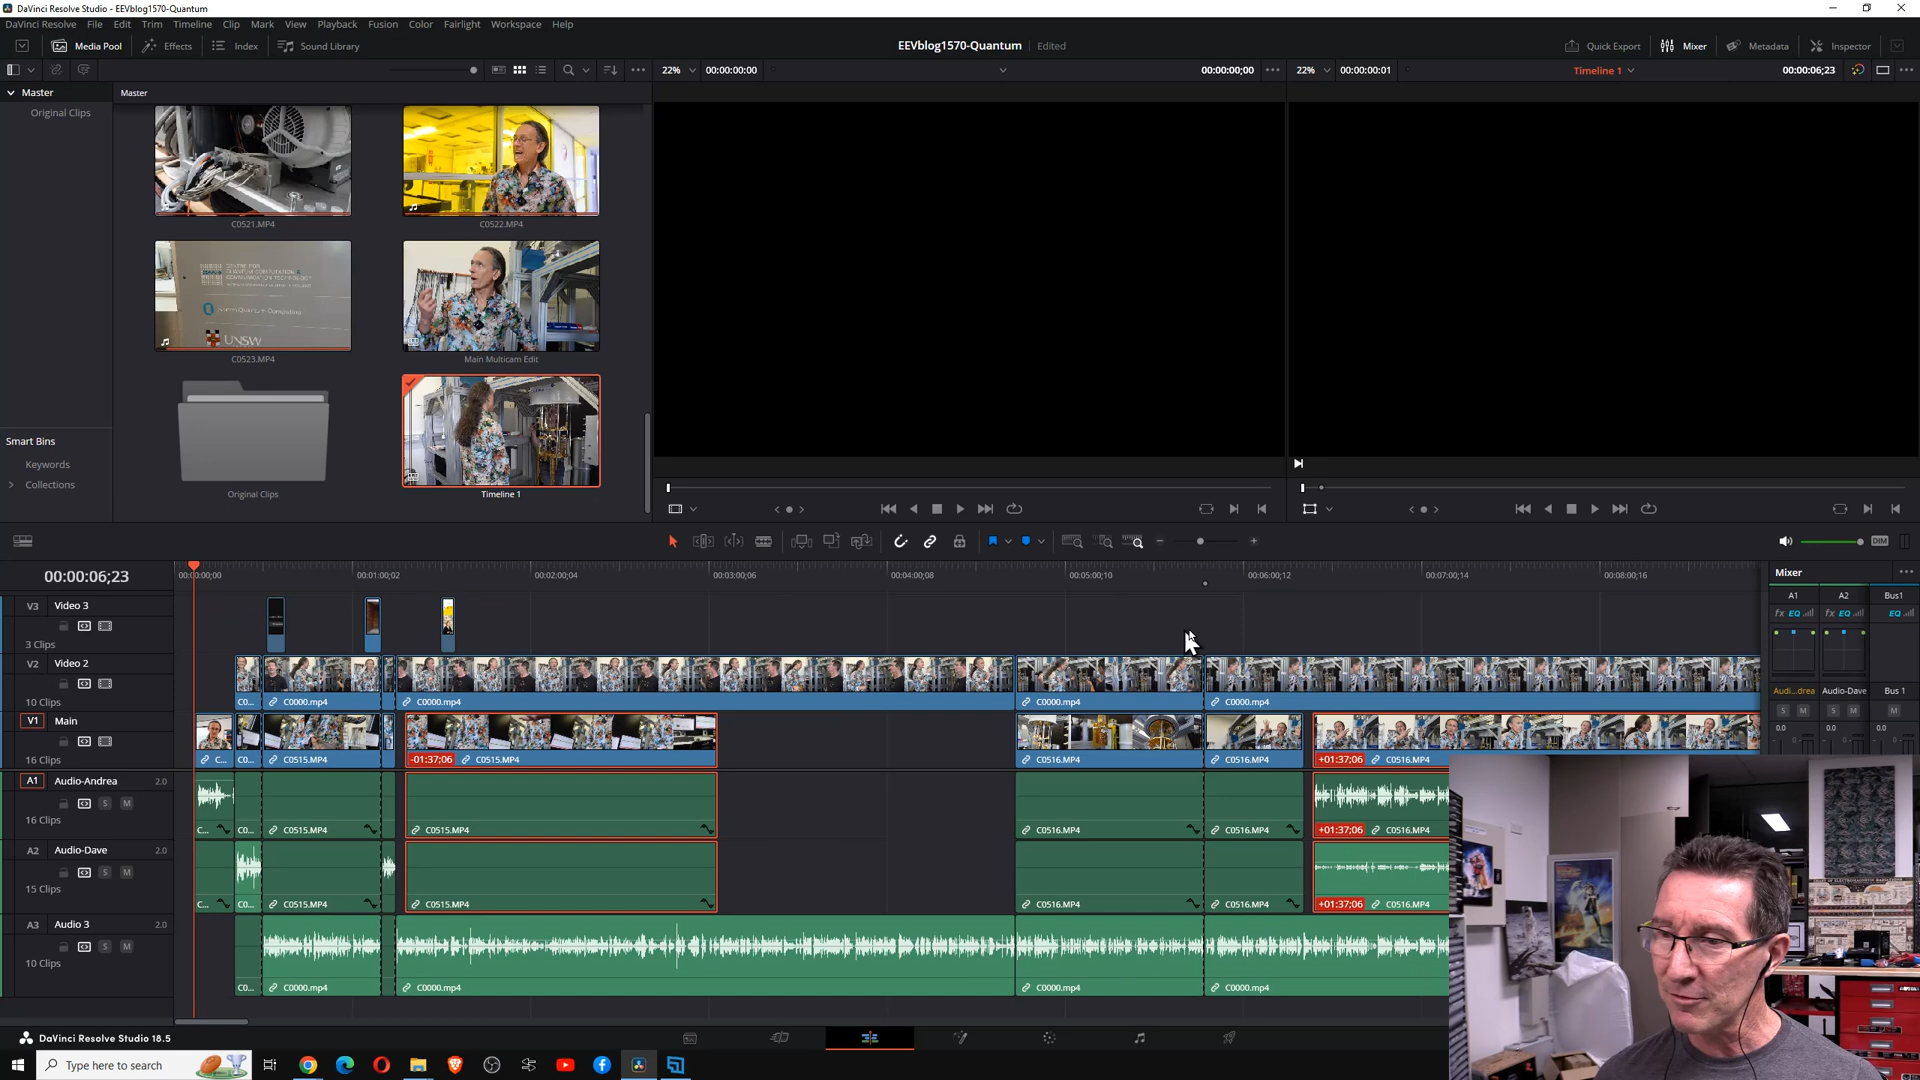 DaVinci Resolve Studio - EEVblog1570-Quantum
DaVinci Resolve File Edit Trim Timeline Clip Mark View Playback Fusion Color Fairlight Workspace Help
Media Pool Effects Index Sound Library EEVblog1570-Quantum Edited Quick Export Mixer Metadata Inspector
22% 00:00:00:00 00:00:00;00 22% 00:00:00:01 Timeline 1 00:00:06;23
Master
Original Clips
Master
C0521.MP4
C0522.MP4
CENTRE FOR
QUANTUM COMPUTATION &
COMMUNICATION TECHNOLOGY
UNSW
C0523.MP4
Main Multicam Edit
Original Clips
Timeline 1
Smart Bins
Keywords
Collections
DIM
00:00:06;23
00:00:00;00 00:01:00;02 00:02:00;04 00:03:00;06 00:04:00;08 00:05:00;10 00:06:00;12 00:07:00;14 00:08:00;16
V3 Video 3
3 Clips
V2 Video 2
10 Clips
C0000.mp4 C0000.mp4 C0000.mp4 C0000.mp4
V1 Main
16 Clips
C... C0... C0515.MP4 -01:37;06 C0515.MP4 C0516.MP4 C0516.MP4 +01:37;06 C0516.MP4
A1 Audio-Andrea 2.0
S M
16 Clips
C... C0... C0515.MP4 C0515.MP4 C0516.MP4 C0516.MP4 +01:37;06 C0516.MP4
A2 Audio-Dave 2.0
S M
15 Clips
C... C0... C0515.MP4 C0515.MP4 C0516.MP4 C0516.MP4 +01:37;06 C0516.MP4
A3 Audio 3 2.0
S M
10 Clips
C0... C0000.mp4 C0000.mp4 C0000.mp4 C0000.mp4
Mixer
A1 A2 Bus1
fx EQ fx EQ EQ
Audi...drea Audio-Dave Bus 1
S M S M M
0.0 0.0 0.0
DaVinci Resolve Studio 18.5
Type here to search